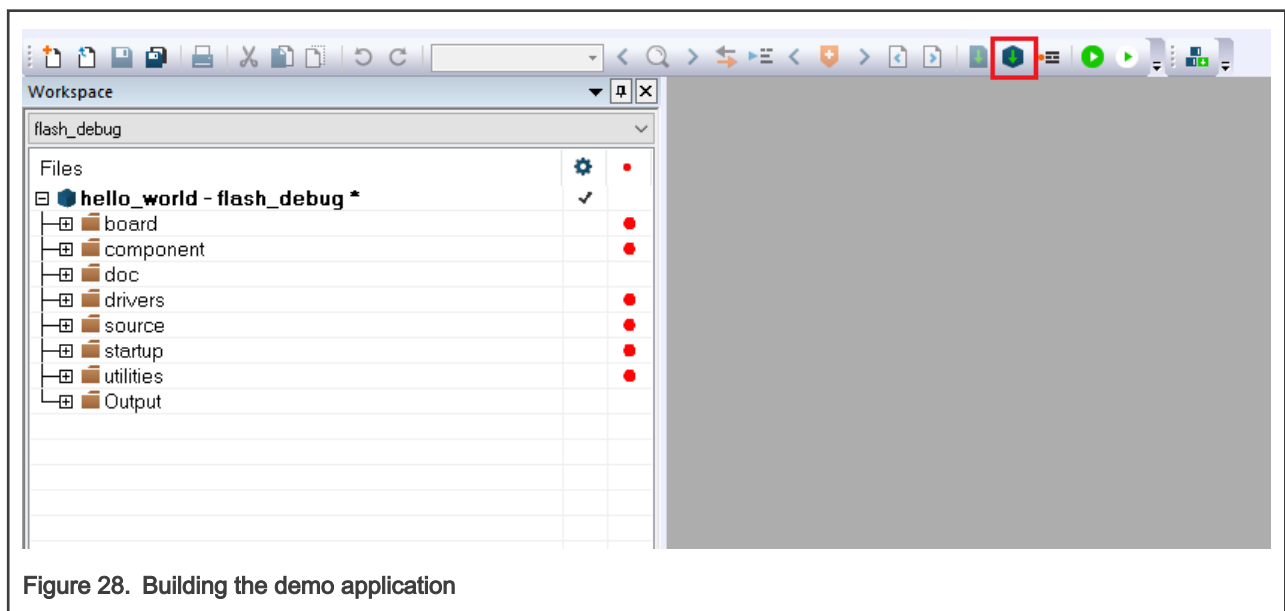 Workspace
flash_debug
Files
hello_world - flash_debug *
board
component
doc
drivers
source
startup
utilities
Output
Figure 28. Building the demo application